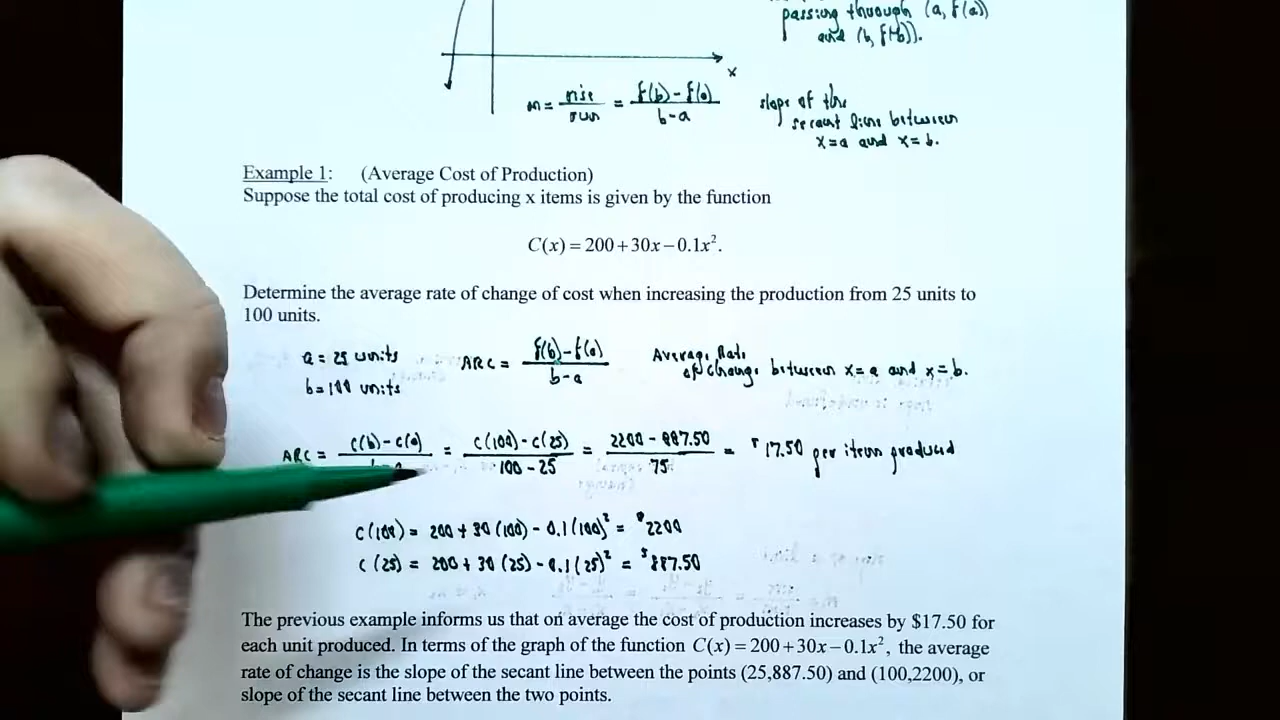 passing through (a, f(a))
and (b, f(b)).
x
m = rise/run = f(b) - f(a)/b - a
slope of the
secant line between
x = a and x = b.
Example 1: (Average Cost of Production)
Suppose the total cost of producing x items is given by the function
C(x) = 200 + 30x − 0.1x².
Determine the average rate of change of cost when increasing the production from 25 units to
100 units.
a = 25 units
b = 100 units
ARC = f(b) - f(a)/b - a
Average Rate
of Change between x = a and x = b.
ARC = C(b) - C(a)/b - a = C(100) - C(25)/100 - 25 = 2200 - 887.50/75 = $17.50 per item produced
C(100) = 200 + 30(100) - 0.1(100)² = $2200
C(25) = 200 + 30(25) - 0.1(25)² = $887.50
The previous example informs us that on average the cost of production increases by $17.50 for
each unit produced. In terms of the graph of the function C(x) = 200 + 30x − 0.1x², the average
rate of change is the slope of the secant line between the points (25,887.50) and (100,2200), or
slope of the secant line between the two points.